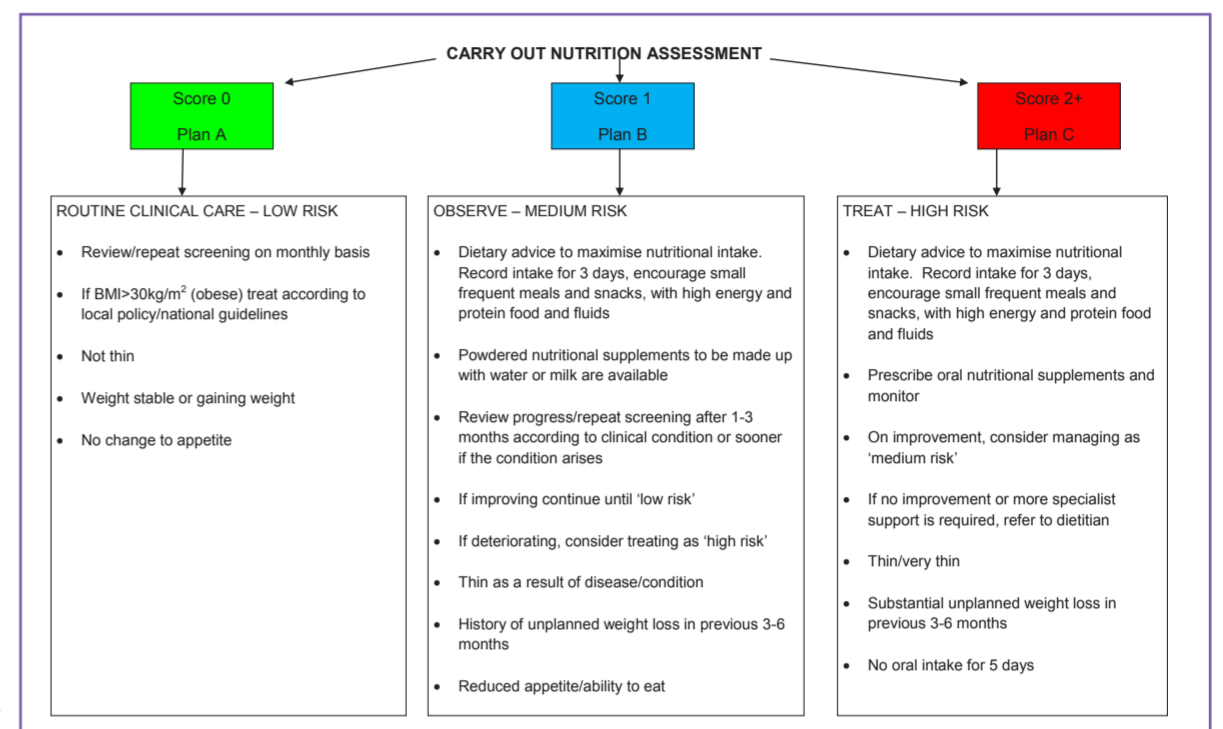 CARRY OUT NUTRITION ASSESSMENT
Score 0
Plan A
Score 1
Plan B
Score 2+
Plan C
ROUTINE CLINICAL CARE – LOW RISK
• Review/repeat screening on monthly basis
• If BMI>30kg/m² (obese) treat according to
local policy/national guidelines
• Not thin
• Weight stable or gaining weight
• No change to appetite
OBSERVE – MEDIUM RISK
• Dietary advice to maximise nutritional intake.
Record intake for 3 days, encourage small
frequent meals and snacks, with high energy and
protein food and fluids
• Powdered nutritional supplements to be made up
with water or milk are available
• Review progress/repeat screening after 1-3
months according to clinical condition or sooner
if the condition arises
• If improving continue until ‘low risk’
• If deteriorating, consider treating as ‘high risk’
• Thin as a result of disease/condition
• History of unplanned weight loss in previous 3-6
months
• Reduced appetite/ability to eat
TREAT – HIGH RISK
• Dietary advice to maximise nutritional
intake.  Record intake for 3 days,
encourage small frequent meals and
snacks, with high energy and protein food
and fluids
• Prescribe oral nutritional supplements and
monitor
• On improvement, consider managing as
‘medium risk’
• If no improvement or more specialist
support is required, refer to dietitian
• Thin/very thin
• Substantial unplanned weight loss in
previous 3-6 months
• No oral intake for 5 days